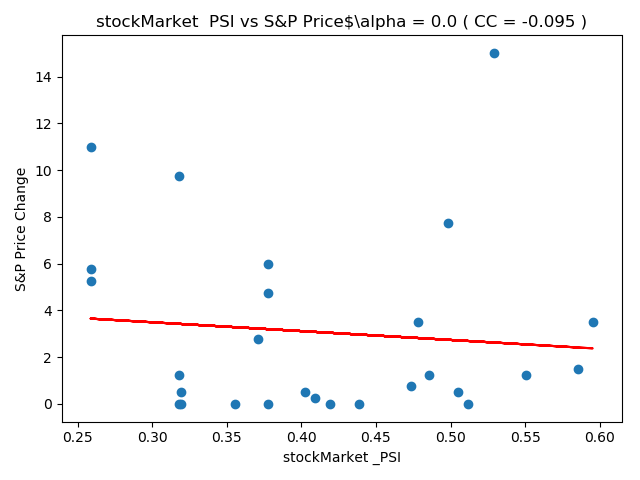 stockMarket  PSI vs S&P Price$\alpha = 0.0 ( CC = -0.095 )
14
12
10
8
6
4
2
0
S&P Price Change
0.25 0.30 0.35 0.40 0.45 0.50 0.55 0.60
stockMarket _PSI